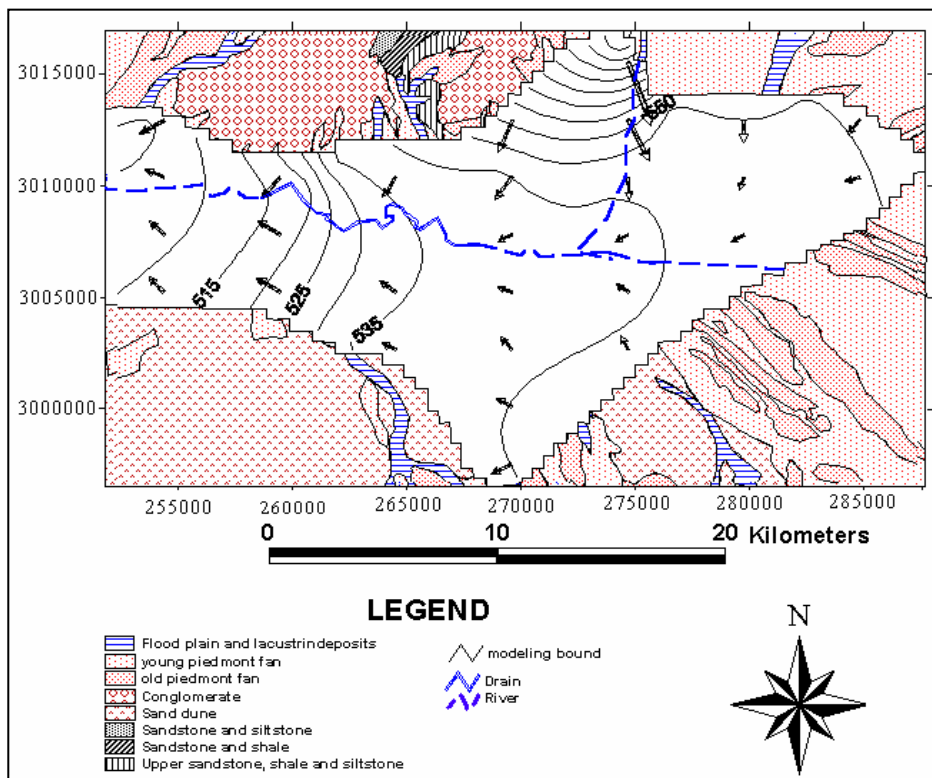 3015000
3010000
3005000
3000000
550
515
525
535
255000 260000 265000 270000 275000 280000 285000
0 10 20 Kilometers
LEGEND
Flood plain and lacustrindeposits
young piedmont fan
old piedmont fan
Conglomerate
Sand dune
Sandstone and siltstone
Sandstone and shale
Upper sandstone, shale and siltstone
modeling bound
Drain
River
N